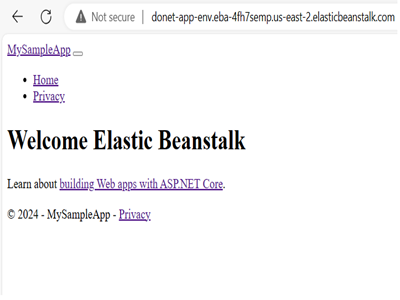 Not secure | donet-app-env.eba-4fh7semp.us-east-2.elasticbeanstalk.com
MySampleApp
Home
Privacy
Welcome Elastic Beanstalk
Learn about building Web apps with ASP.NET Core.
© 2024 - MySampleApp - Privacy